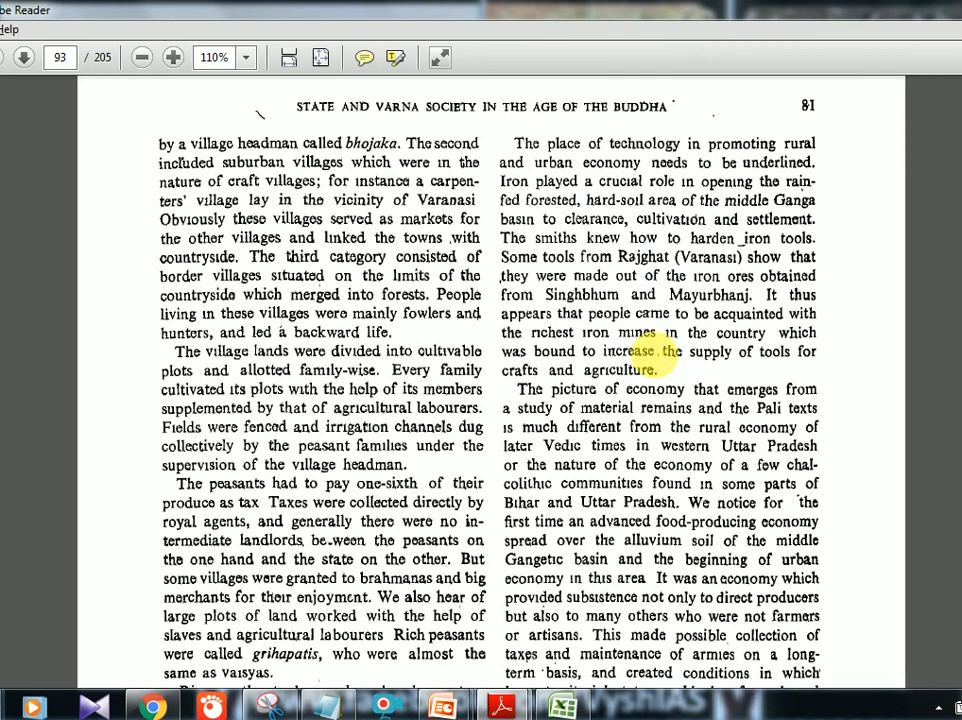 be Reader
Help
93 / 205
110%
STATE AND VARNA SOCIETY IN THE AGE OF THE BUDDHA
81
by a village headman called bhojaka. The second
included suburban villages which were in the
nature of craft villages; for instance a carpen-
ters' village lay in the vicinity of Varanasi
Obviously these villages served as markets for
the other villages and linked the towns with
countryside. The third category consisted of
border villages situated on the limits of the
countryside which merged into forests. People
living in these villages were mainly fowlers and
hunters, and led a backward life.
The village lands were divided into cultivable
plots and allotted family-wise. Every family
cultivated its plots with the help of its members
supplemented by that of agricultural labourers.
Fields were fenced and irrigation channels dug
collectively by the peasant families under the
supervision of the village headman.
The peasants had to pay one-sixth of their
produce as tax Taxes were collected directly by
royal agents, and generally there were no in-
termediate landlords, be.ween the peasants on
the one hand and the state on the other. But
some villages were granted to brahmanas and big
merchants for their enjoyment. We also hear of
large plots of land worked with the help of
slaves and agricultural labourers Rich peasants
were called grihapatis, who were almost the
same as vaisyas.
The place of technology in promoting rural
and urban economy needs to be underlined.
Iron played a crucial role in opening the rain-
fed forested, hard-soil area of the middle Ganga
basin to clearance, cultivation and settlement.
The smiths knew how to harden iron tools.
Some tools from Rajghat (Varanasi) show that
they were made out of the iron ores obtained
from Singhbhum and Mayurbhanj. It thus
appears that people came to be acquainted with
the richest iron mines in the country which
was bound to increase the supply of tools for
crafts and agriculture.
The picture of economy that emerges from
a study of material remains and the Pali texts
is much different from the rural economy of
later Vedic times in western Uttar Pradesh
or the nature of the economy of a few chal-
colithic communities found in some parts of
Bihar and Uttar Pradesh. We notice for the
first time an advanced food-producing economy
spread over the alluvium soil of the middle
Gangetic basin and the beginning of urban
economy in this area It was an economy which
provided subsistence not only to direct producers
but also to many others who were not farmers
or artisans. This made possible collection of
taxes and maintenance of armies on a long-
term basis, and created conditions in which